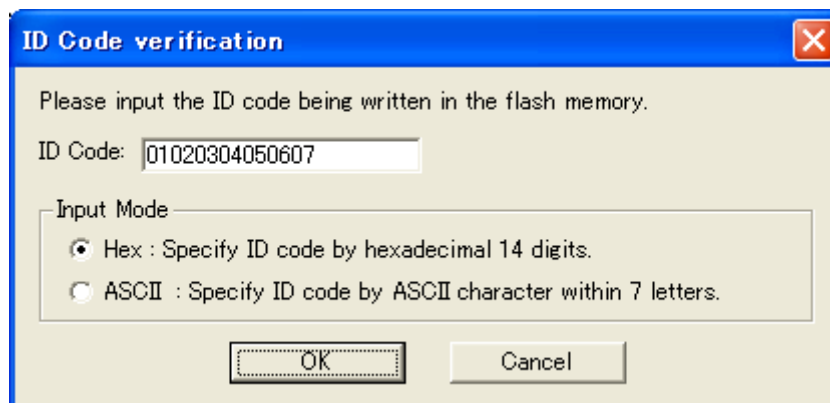 ID Code verification
Please input the ID code being written in the flash memory.
ID Code: 01020304050607
Input Mode
Hex : Specify ID code by hexadecimal 14 digits.
ASCII : Specify ID code by ASCII character within 7 letters.
OK Cancel